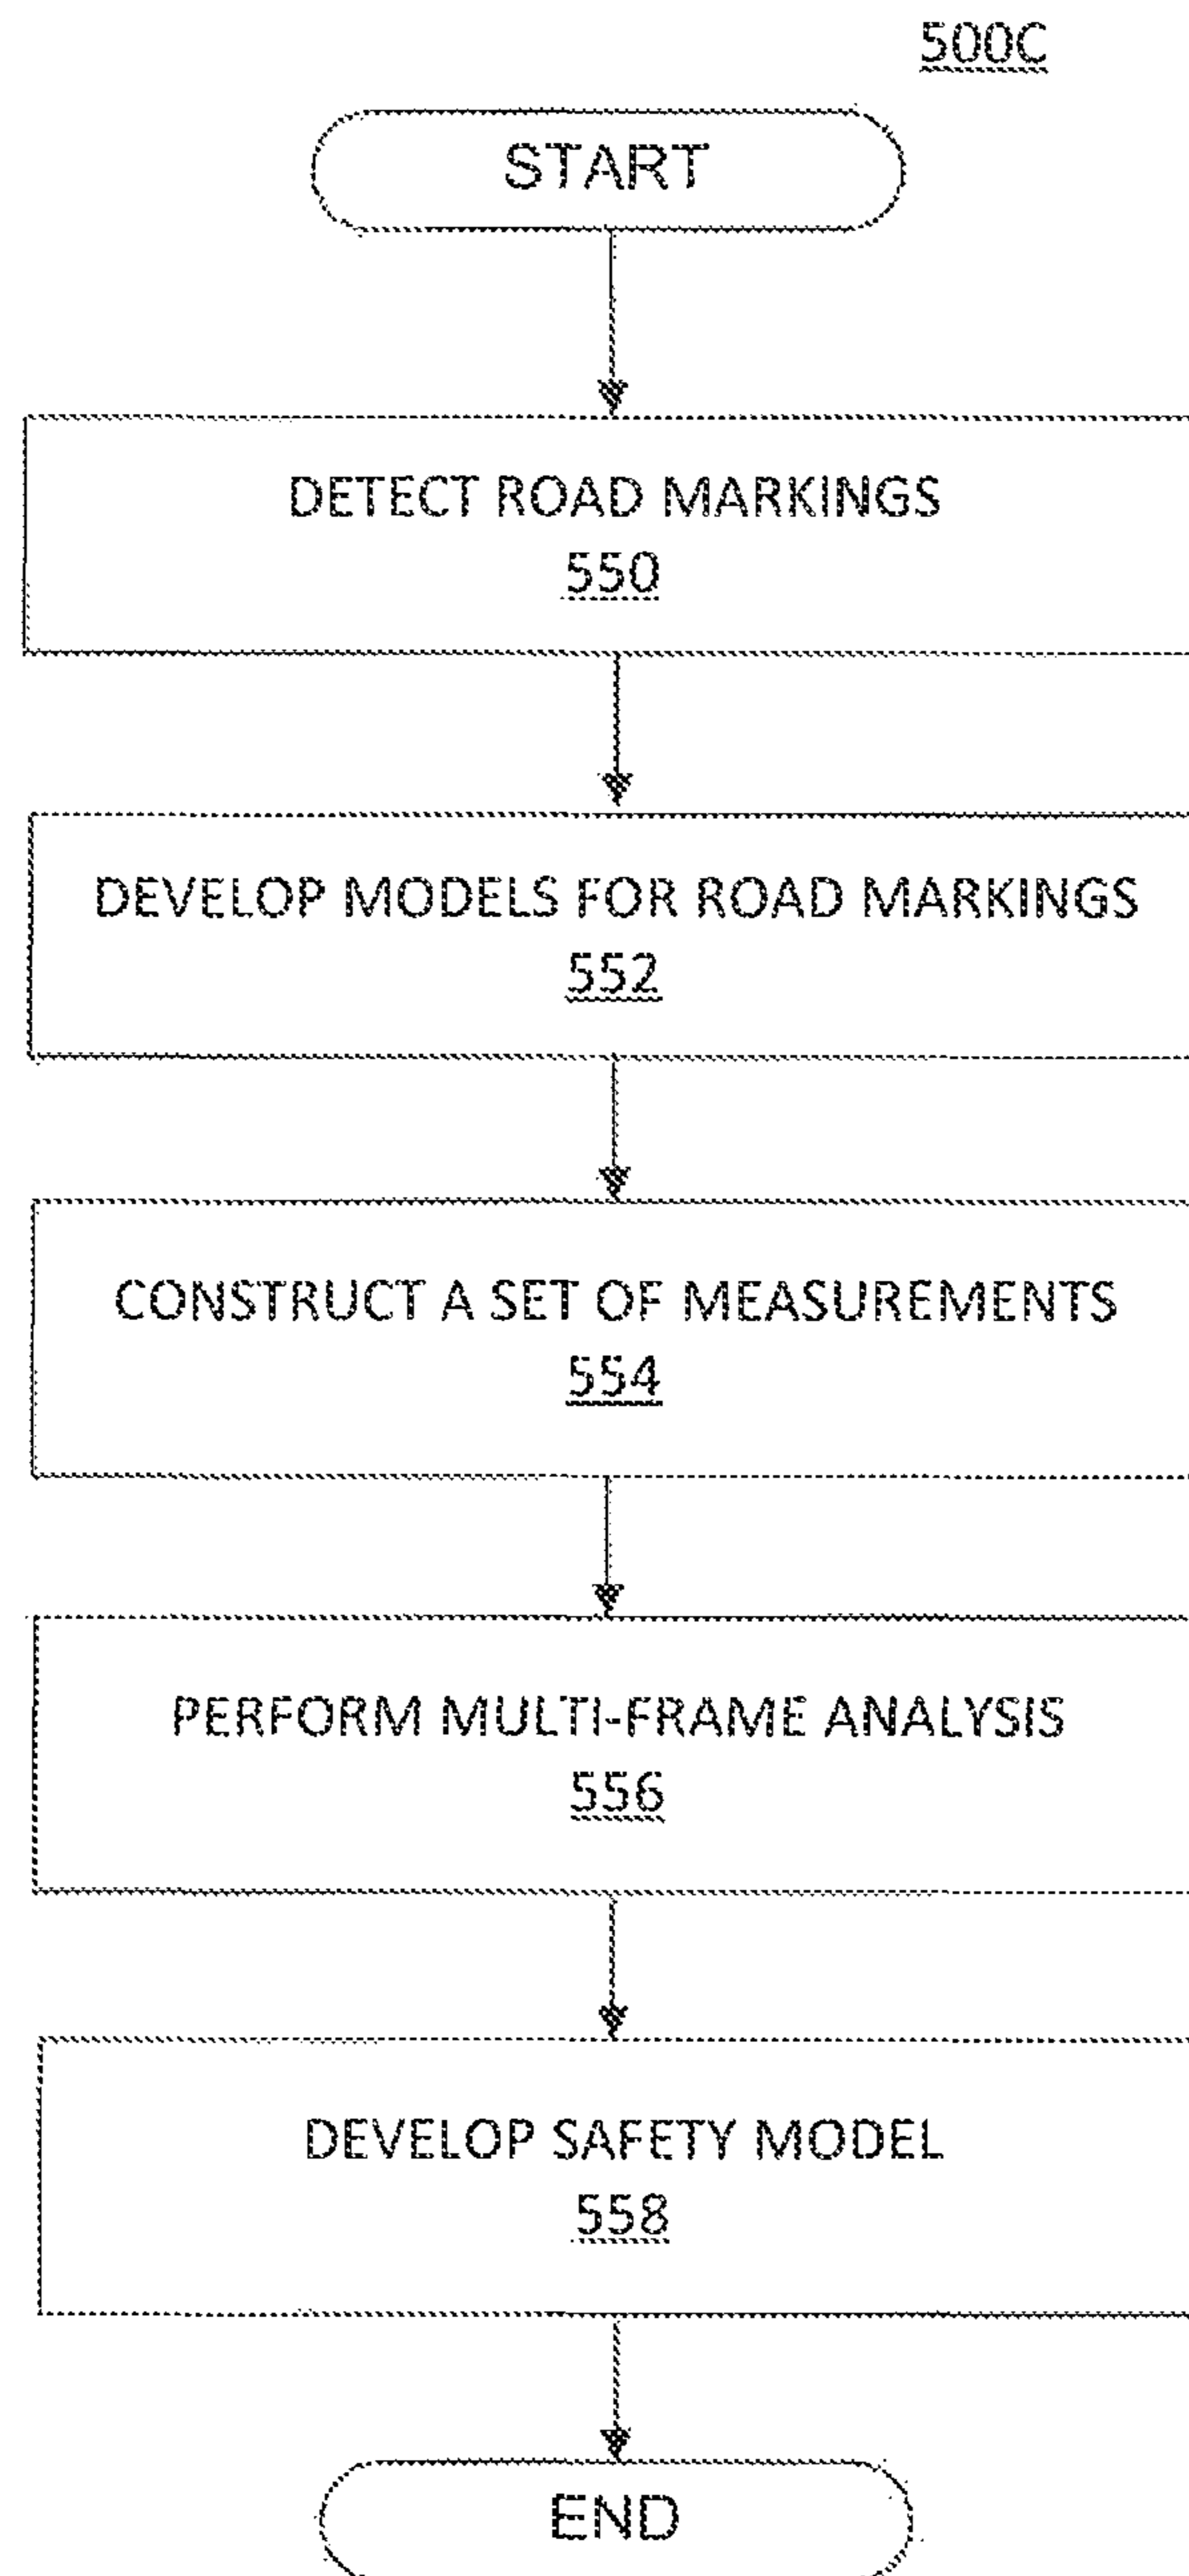 500C
START
DETECT ROAD MARKINGS
550
DEVELOP MODELS FOR ROAD MARKINGS
552
CONSTRUCT A SET OF MEASUREMENTS
554
PERFORM MULTI-FRAME ANALYSIS
556
DEVELOP SAFETY MODEL
558
END